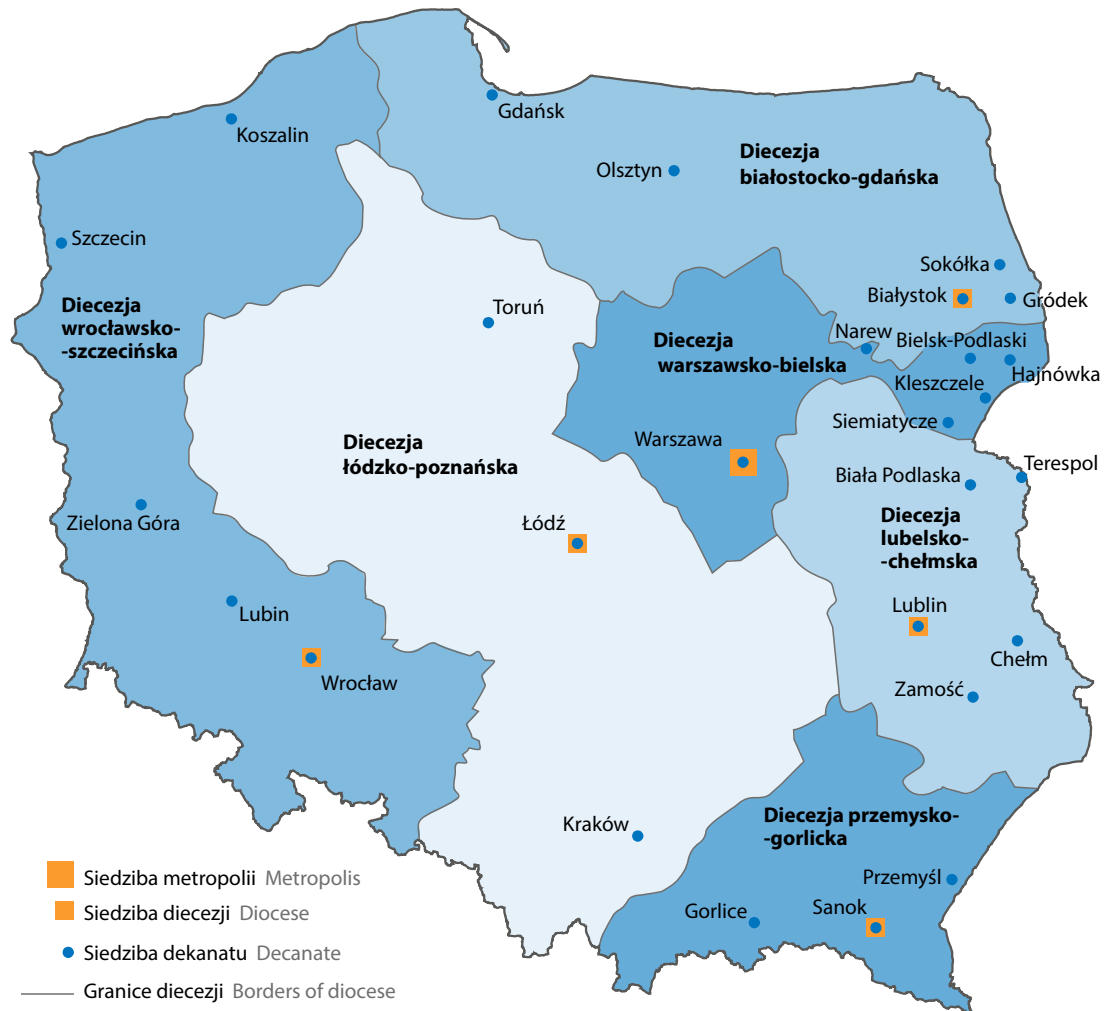 Gdańsk
Koszalin
Diecezja
białostocko-gdańska
Olsztyn
Szczecin
Sokółka
Białystok
Gródek
Diecezja
wrocławsko-
-szczecińska
Toruń
Narew
Bielsk-Podlaski
Diecezja
warszawsko-bielska
Hajnówka
Kleszczele
Siemiatycze
Diecezja
łódzko-poznańska
Warszawa
Terespol
Biała Podlaska
Zielona Góra
Łódź
Diecezja
lubelsko-
-chełmska
Lubin
Lublin
Chełm
Wrocław
Zamość
Diecezja przemysko-
-gorlicka
Kraków
Przemyśl
Gorlice
Sanok
Siedziba metropolii Metropolis
Siedziba diecezji Diocese
Siedziba dekanatu Decanate
Granice diecezji Borders of diocese